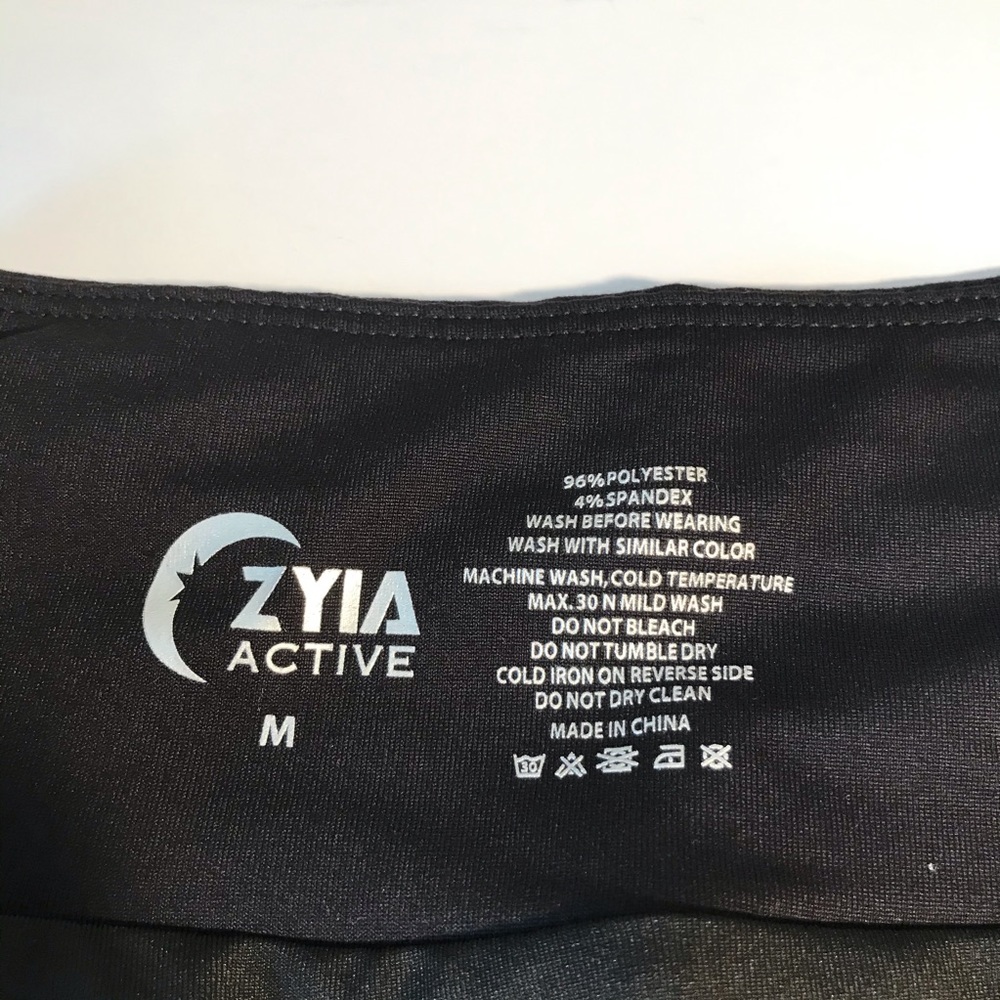 ZYIA
ACTIVE
M
96%POLYESTER
4%SPANDEX
WASH BEFORE WEARING
WASH WITH SIMILAR COLOR
MACHINE WASH,COLD TEMPERATURE
MAX. 30 N MILD WASH
DO NOT BLEACH
DO NOT TUMBLE DRY
COLD IRON ON REVERSE SIDE
DO NOT DRY CLEAN
MADE IN CHINA
30